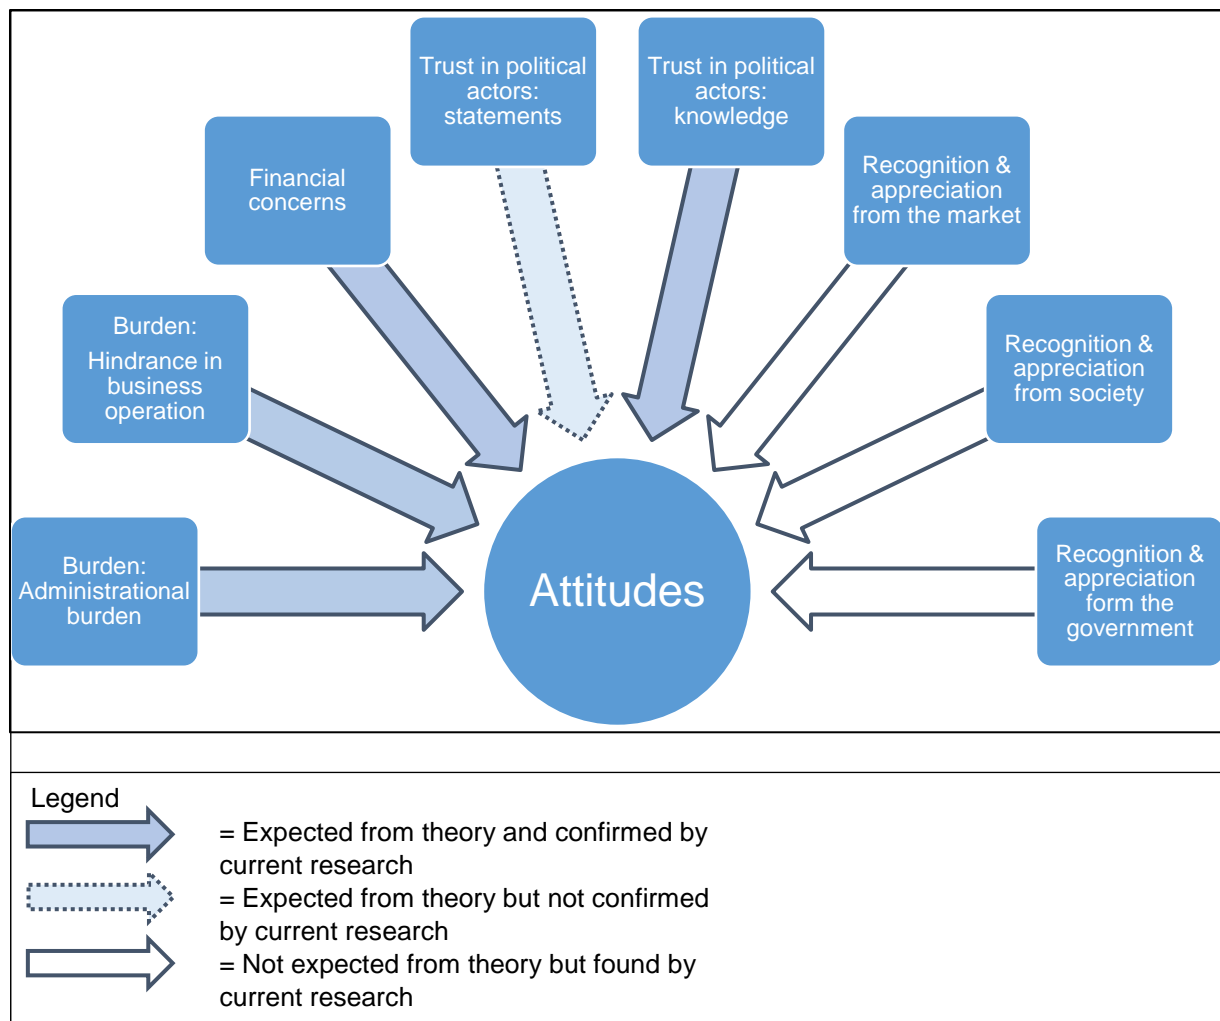 Trust in political
actors:
statements
Trust in political
actors:
knowledge
Financial
concerns
Recognition &
appreciation
from the market
Burden:
Hindrance in
business
operation
Recognition &
appreciation
from society
Burden:
Administrational
burden
Attitudes
Recognition &
appreciation
form the
government
Legend
= Expected from theory and confirmed by
current research
= Expected from theory but not confirmed
by current research
= Not expected from theory but found by
current research